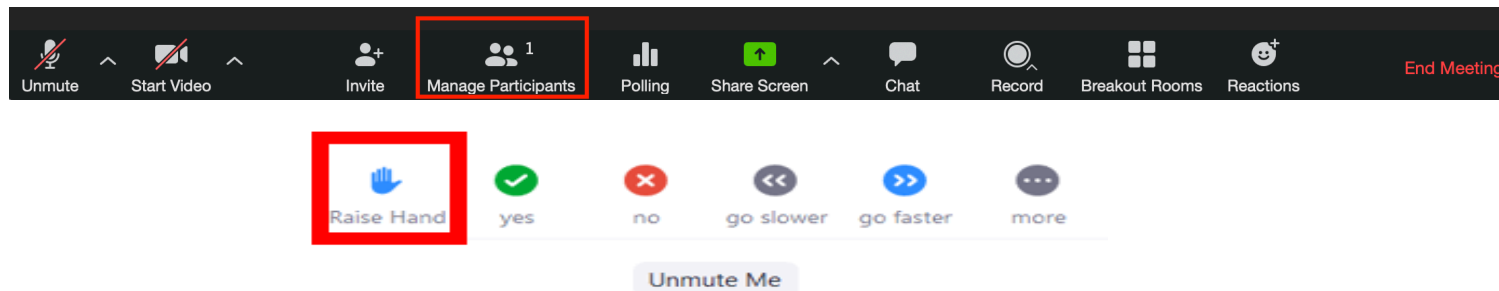 1
Unmute Start Video Invite Manage Participants Polling Share Screen Chat Record Breakout Rooms Reactions End Meeting
Raise Hand yes no go slower go faster more
Unmute Me